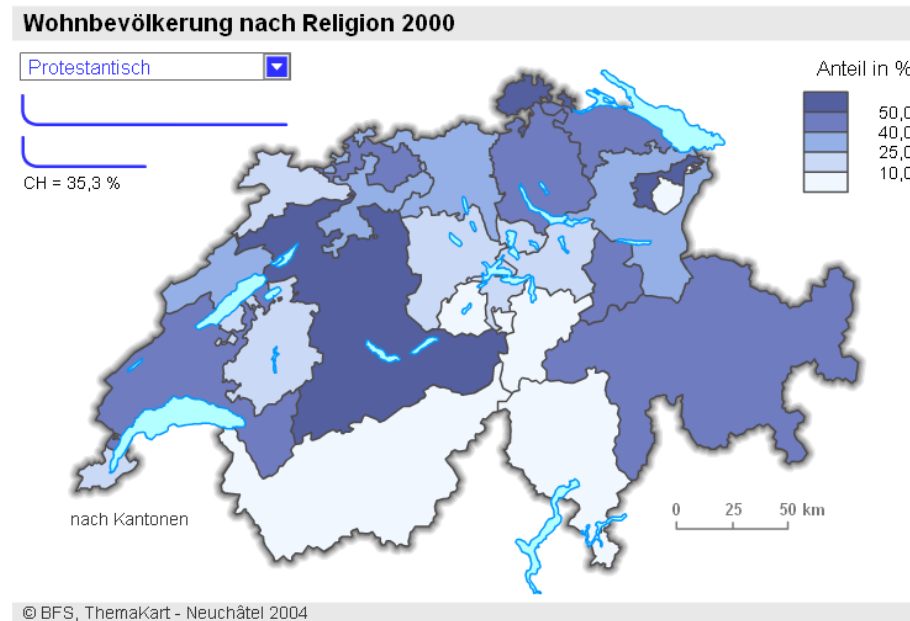 Wohnbevölkerung nach Religion 2000
Protestantisch
CH = 35,3 %
Anteil in %
50,0
40,0
25,0
10,0
nach Kantonen
0 25 50 km
© BFS, ThemaKart - Neuchâtel 2004